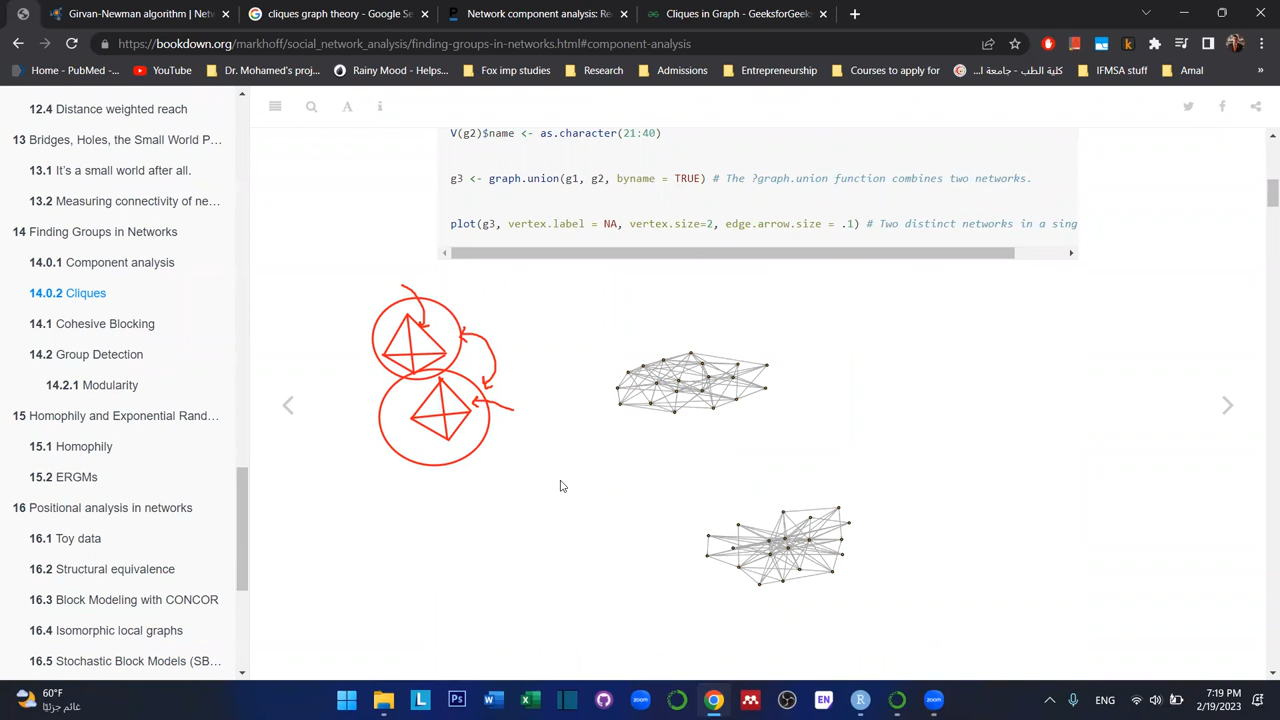 Girvan-Newman algorithm | Netw
cliques graph theory - Google Se
Network component analysis: Re
Cliques in Graph - GeeksforGeeks
https://bookdown.org/markhoff/social_network_analysis/finding-groups-in-networks.html#component-analysis
Home - PubMed -...
YouTube
Dr. Mohamed's proj...
Rainy Mood - Helps...
Fox imp studies
Research
Admissions
Entrepreneurship
Courses to apply for
كلية الطب - جامعة ا...
IFMSA stuff
Amal
»
12.4 Distance weighted reach
13 Bridges, Holes, the Small World P...
13.1 It's a small world after all.
13.2 Measuring connectivity of ne...
14 Finding Groups in Networks
14.0.1 Component analysis
14.0.2 Cliques
14.1 Cohesive Blocking
14.2 Group Detection
14.2.1 Modularity
15 Homophily and Exponential Rand...
15.1 Homophily
15.2 ERGMs
16 Positional analysis in networks
16.1 Toy data
16.2 Structural equivalence
16.3 Block Modeling with CONCOR
16.4 Isomorphic local graphs
16.5 Stochastic Block Models (SB...
V(g2)$name <- as.character(21:40)
g3 <- graph.union(g1, g2, byname = TRUE) # The ?graph.union function combines two networks.
plot(g3, vertex.label = NA, vertex.size=2, edge.arrow.size = .1) # Two distinct networks in a sing
60°F
غائم جزئيًا
ENG
7:19 PM
2/19/2023